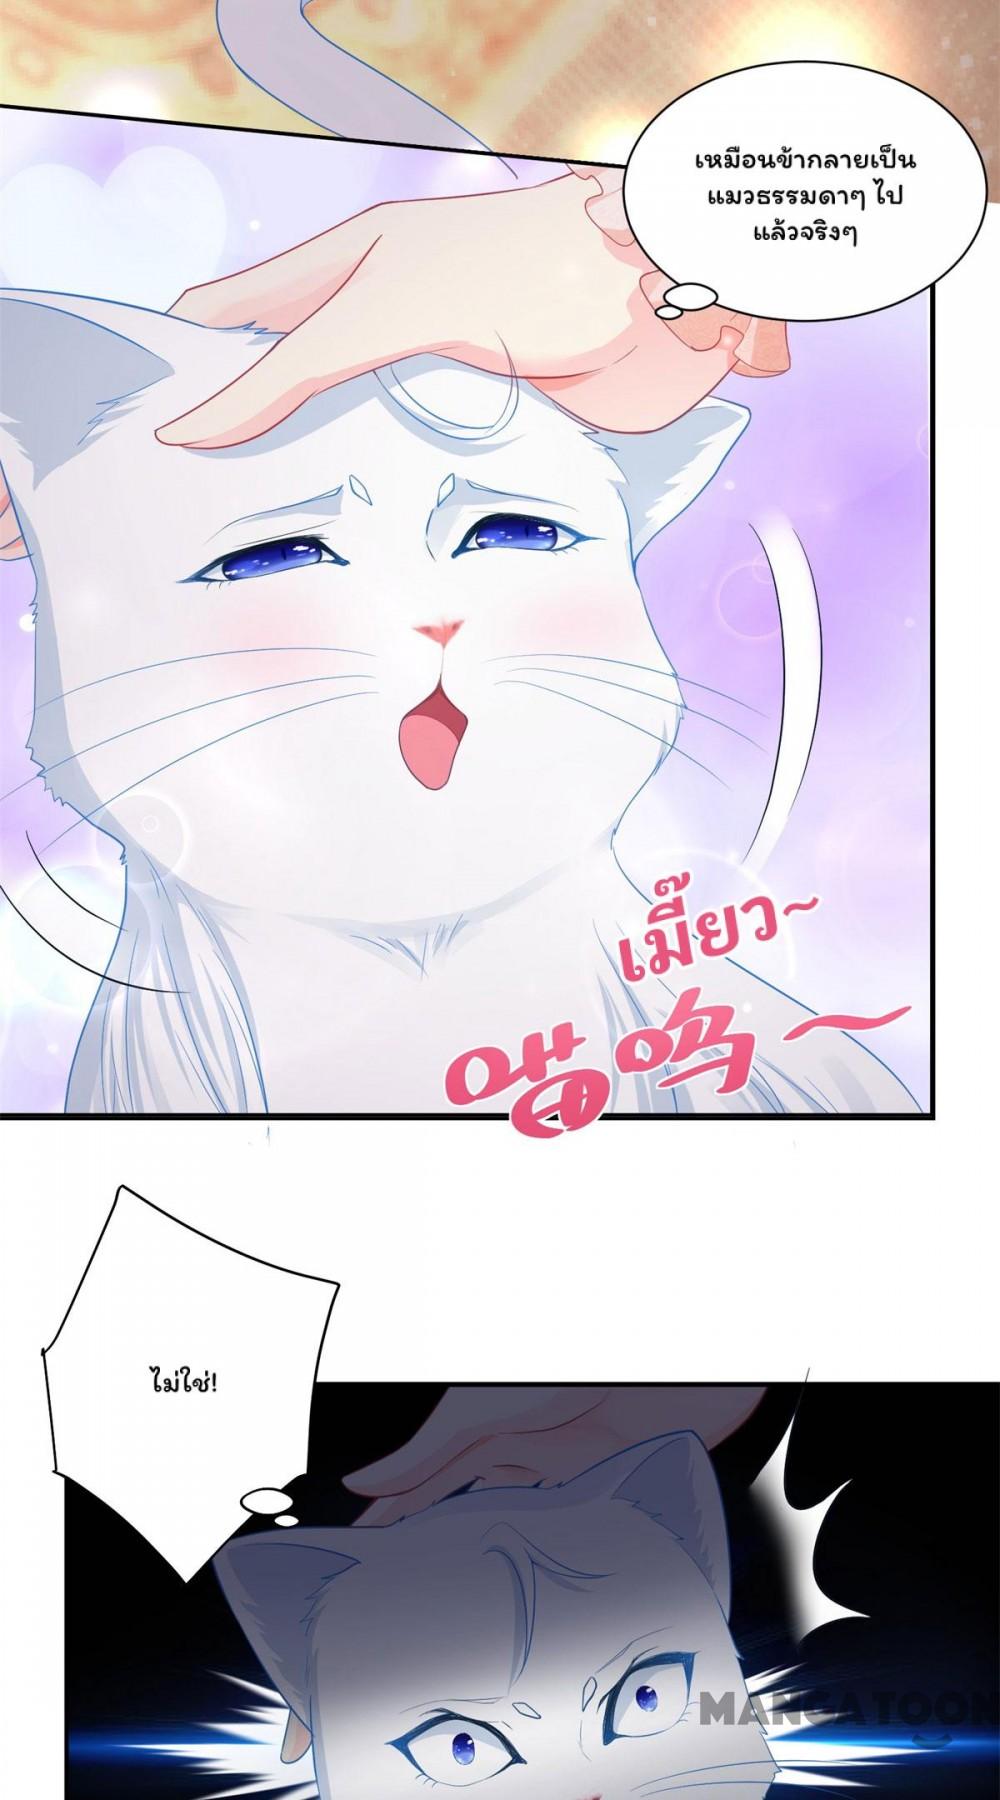 เหมือนข้ากลายเป็น
แมวธรรมดาๆ ไป
แล้วจริงๆ
เมี๊ยว~
喵呜~
ไม่ใช่!
MANGATOON